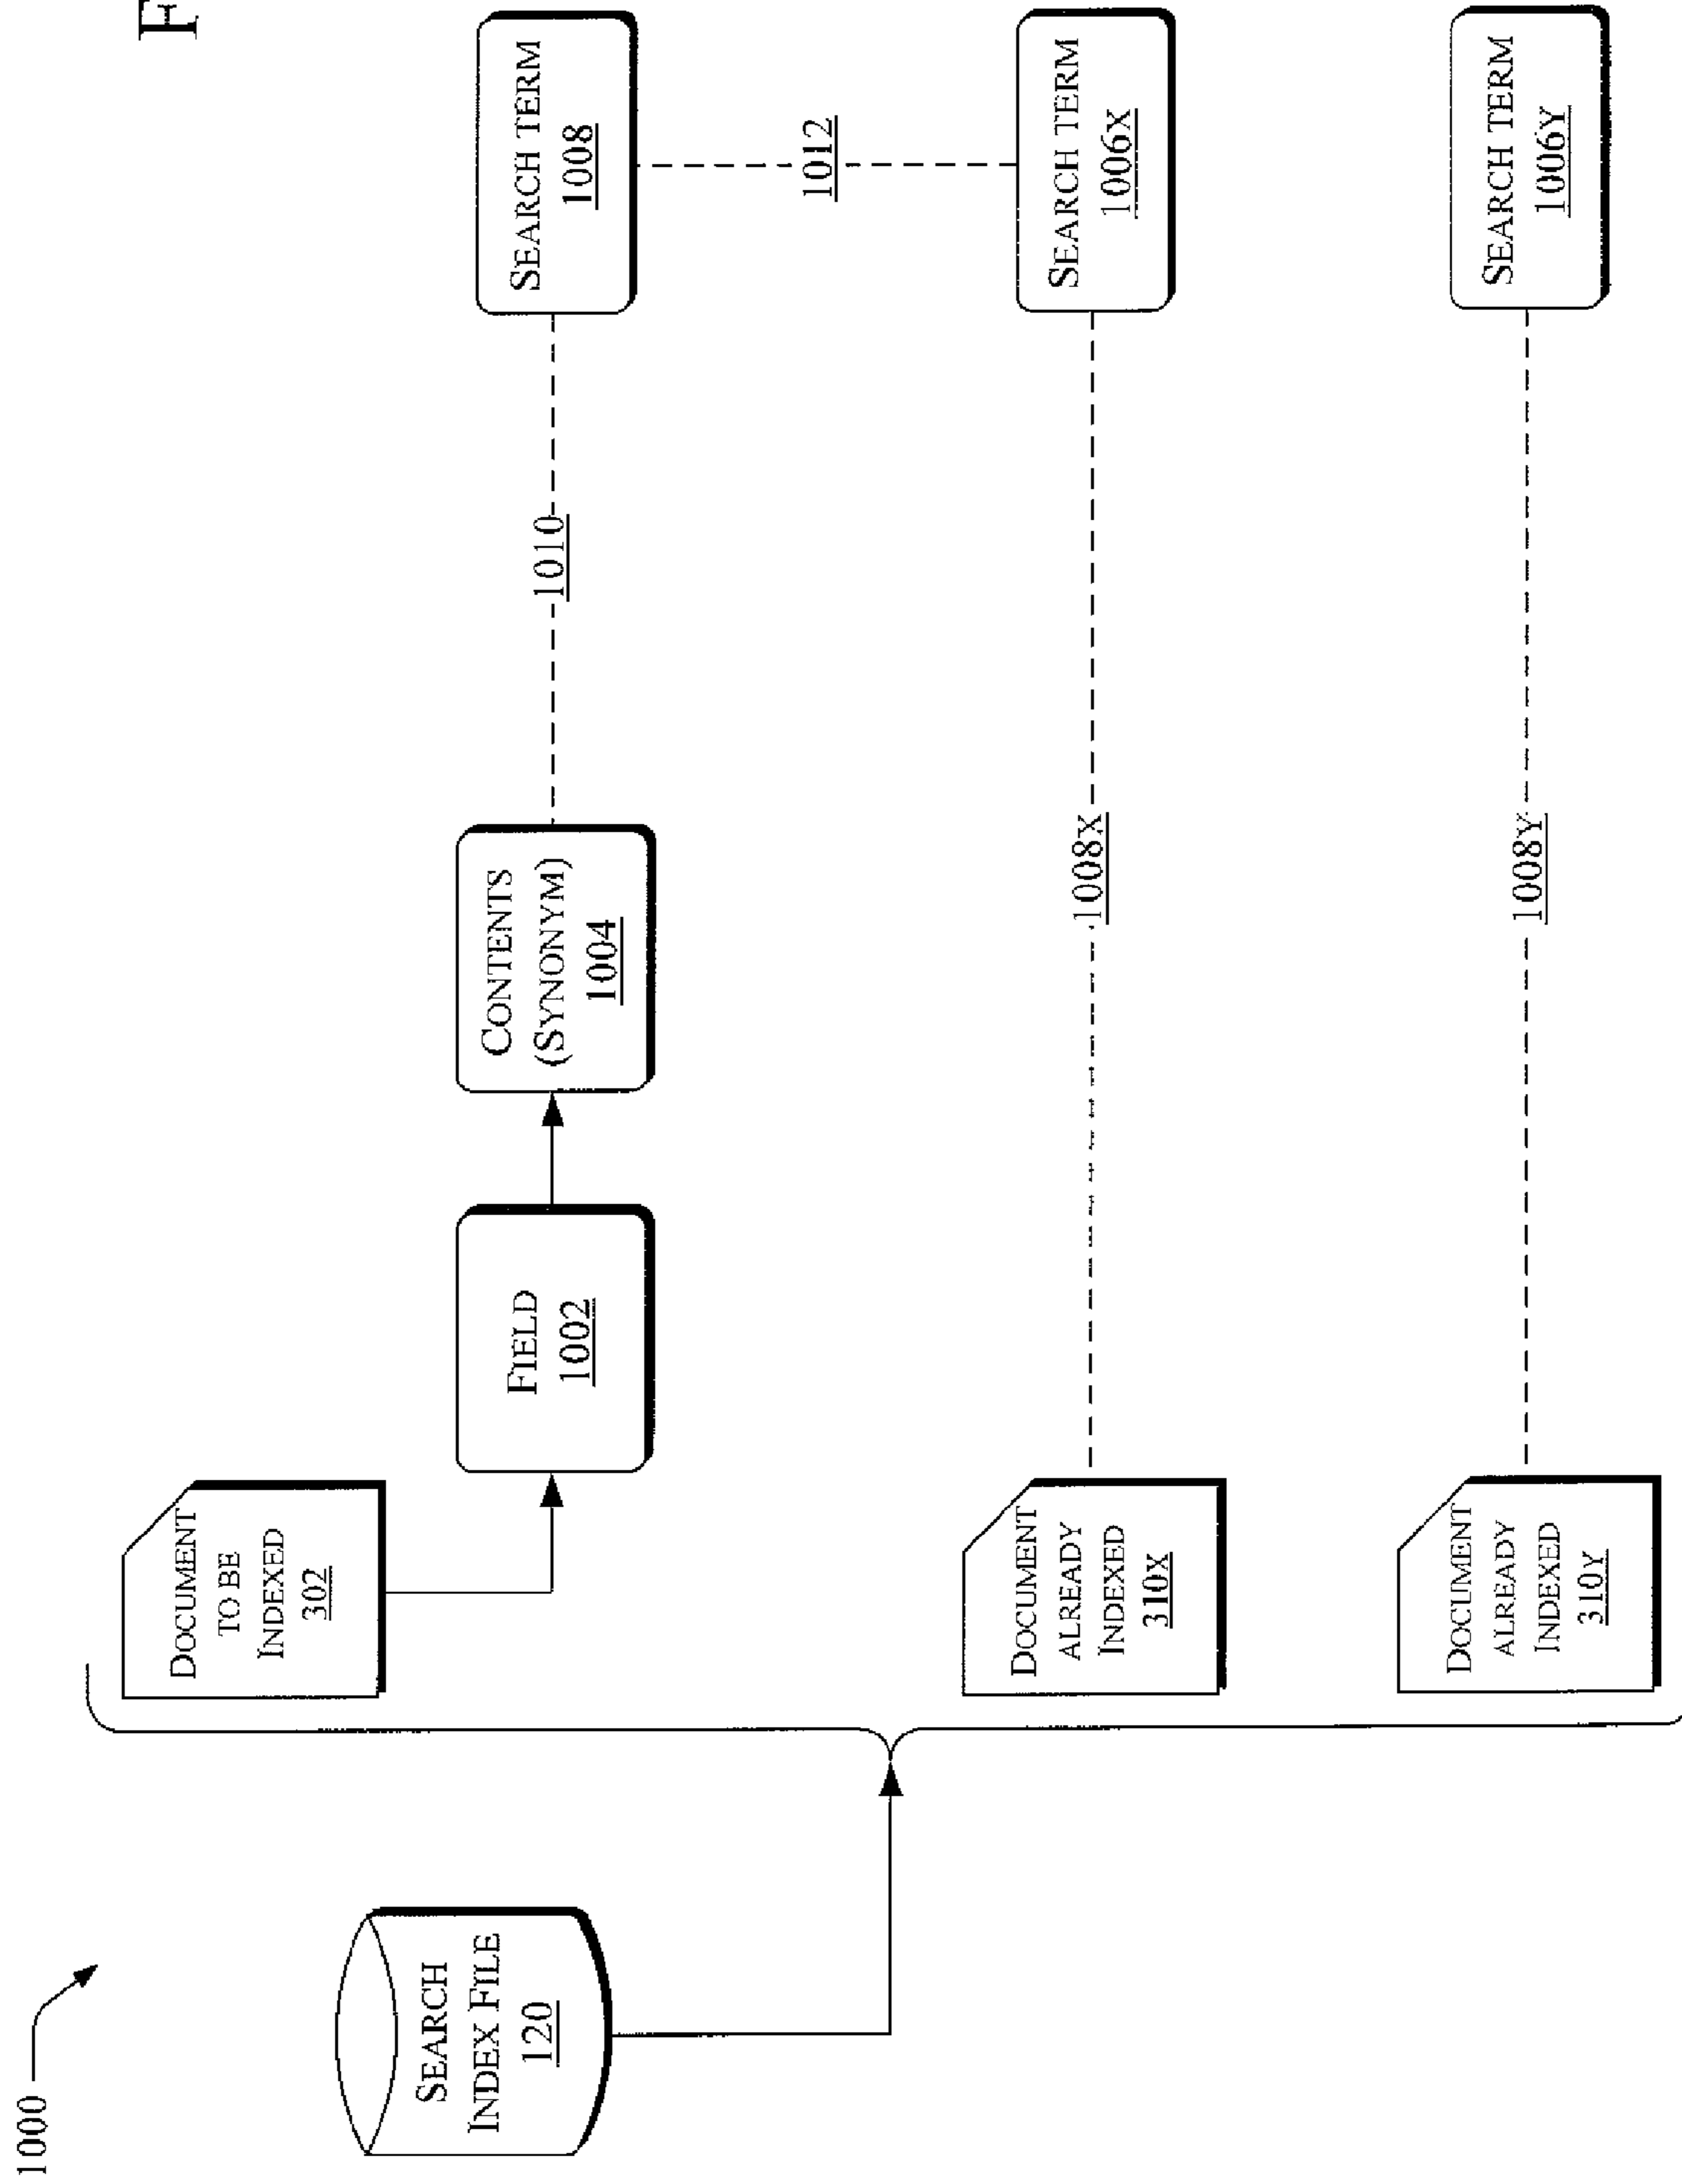 1000
F
SEARCH
INDEX FILE
120
DOCUMENT
TO BE
INDEXED
302
FIELD
1002
CONTENTS
(SYNONYM)
1004
1010
SEARCH TERM
1008
1012
DOCUMENT
ALREADY
INDEXED
310X
1008X
SEARCH TERM
1006X
DOCUMENT
ALREADY
INDEXED
310Y
1008Y
SEARCH TERM
1006Y